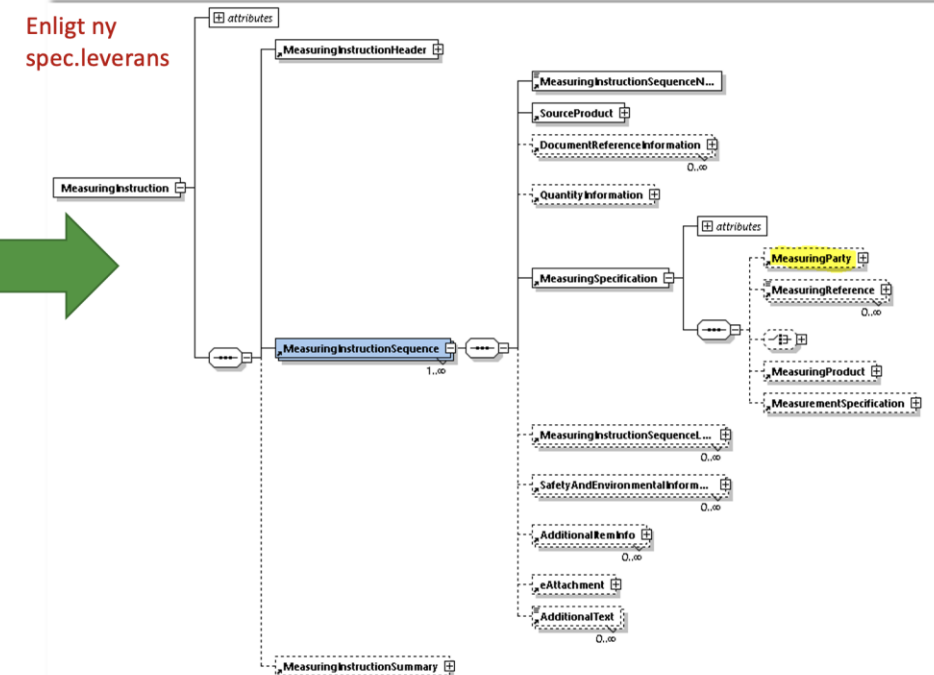 Enligt ny
spec.leverans
attributes
MeasuringInstructionHeader
MeasuringInstructionSequenceN...
SourceProduct
DocumentReferenceInformation
0..∞
MeasuringInstruction
QuantityInformation
attributes
MeasuringParty
MeasuringSpecification
MeasuringReference
0..∞
MeasuringInstructionSequence
1..∞
MeasuringProduct
MeasurementSpecification
MeasuringInstructionSequenceL...
0..∞
SafetyAndEnvironmentalInform...
0..∞
AdditionalItemInfo
0..∞
eAttachment
AdditionalText
0..∞
MeasuringInstructionSummary